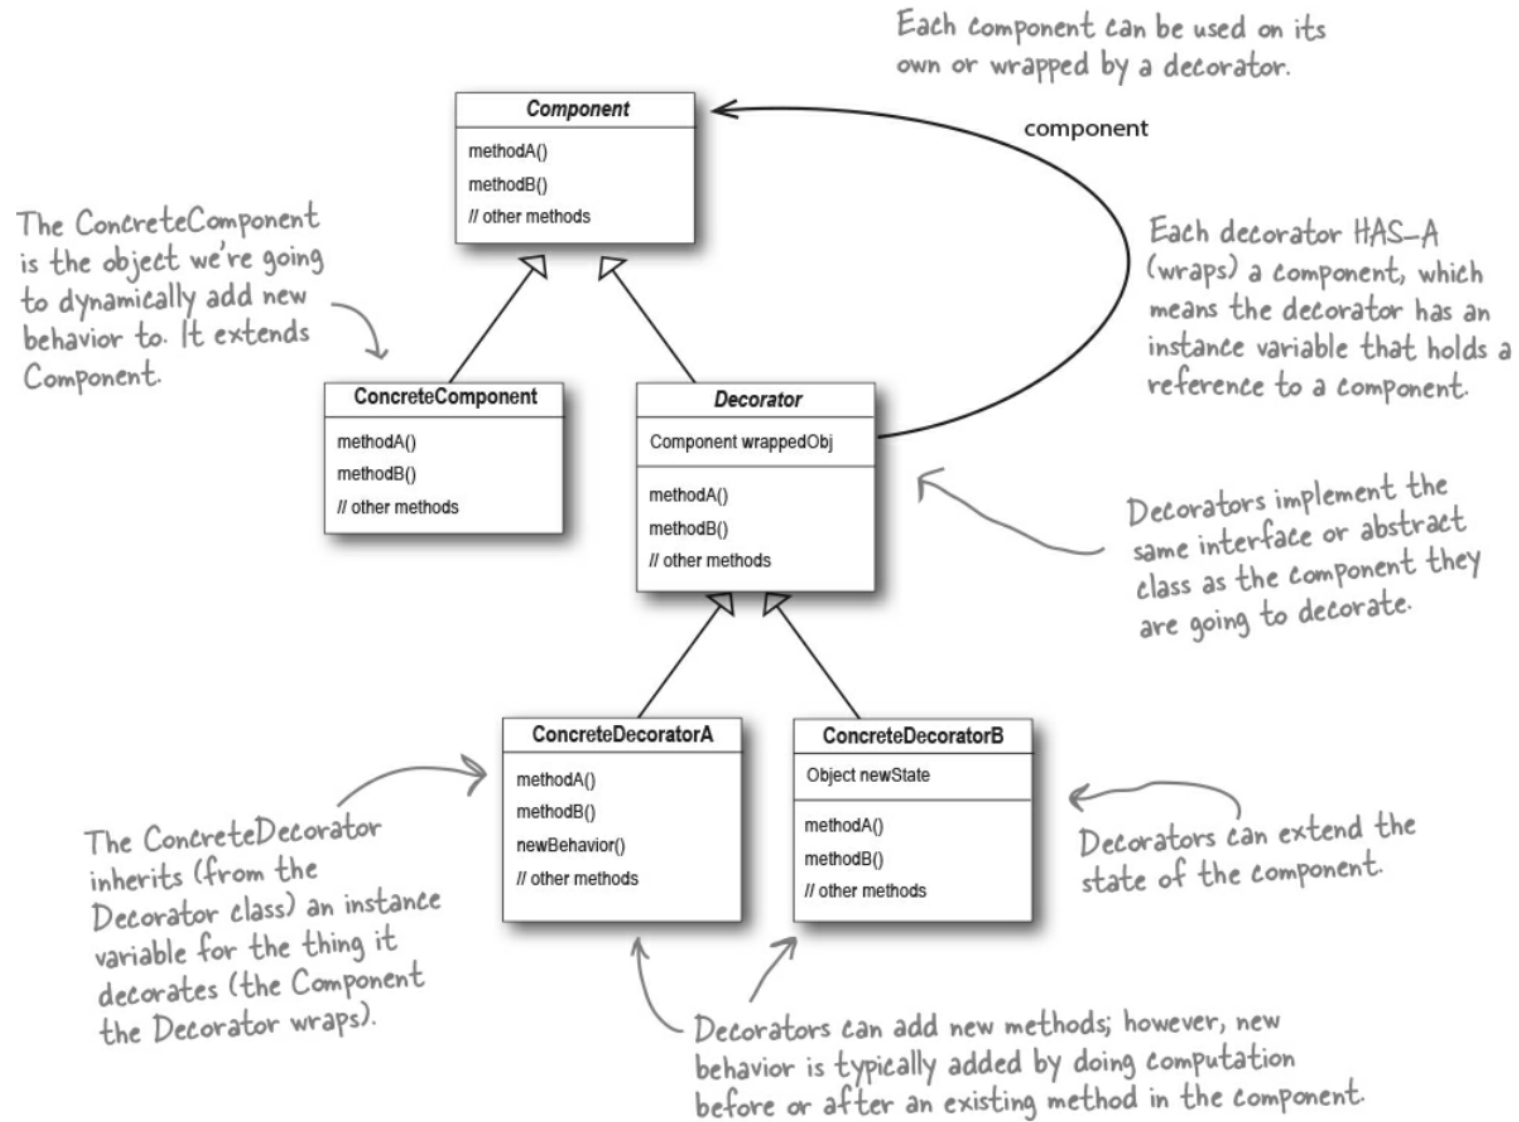 Each component can be used on its
own or wrapped by a decorator.
Component
methodA()
methodB()
// other methods
component
The ConcreteComponent
is the object we're going
to dynamically add new
behavior to. It extends
Component.
Each decorator HAS-A
(wraps) a component, which
means the decorator has an
instance variable that holds a
reference to a component.
ConcreteComponent
methodA()
methodB()
// other methods
Decorator
Component wrappedObj
methodA()
methodB()
// other methods
Decorators implement the
same interface or abstract
class as the component they
are going to decorate.
ConcreteDecoratorA
methodA()
methodB()
newBehavior()
// other methods
ConcreteDecoratorB
Object newState
methodA()
methodB()
// other methods
The ConcreteDecorator
inherits (from the
Decorator class) an instance
variable for the thing it
decorates (the Component
the Decorator wraps).
Decorators can extend the
state of the component.
Decorators can add new methods; however, new
behavior is typically added by doing computation
before or after an existing method in the component.